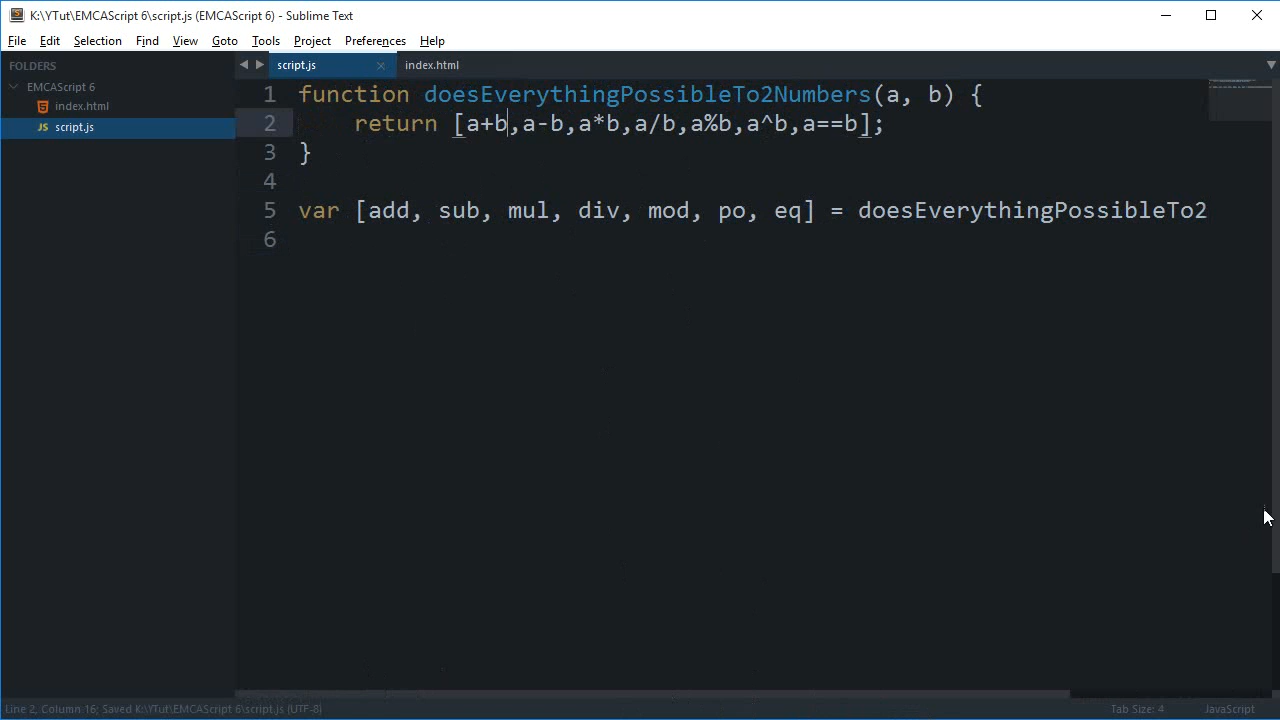 K:\YTut\EMCAScript 6\script.js (EMCAScript 6) - Sublime Text
File Edit Selection Find View Goto Tools Project Preferences Help
FOLDERS
EMCAScript 6
index.html
JS script.js
script.js × index.html
1 function doesEverythingPossibleTo2Numbers(a, b) {
2 return [a+b,a-b,a*b,a/b,a%b,a^b,a==b];
3 }
4
5 var [add, sub, mul, div, mod, po, eq] = doesEverythingPossibleTo2
6
Line 2, Column 16; Saved K:\YTut\EMCAScript 6\script.js (UTF-8) Tab Size: 4 JavaScript